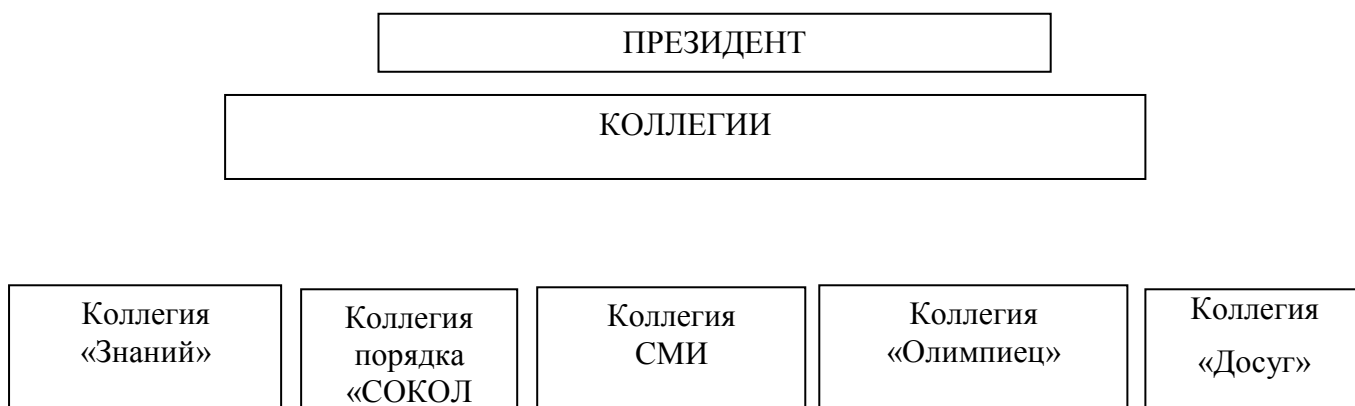 ПРЕЗИДЕНТ
КОЛЛЕГИИ
Коллегия
«Знаний»
Коллегия
порядка
«СОКОЛ
Коллегия
СМИ
Коллегия
«Олимпиец»
Коллегия
«Досуг»